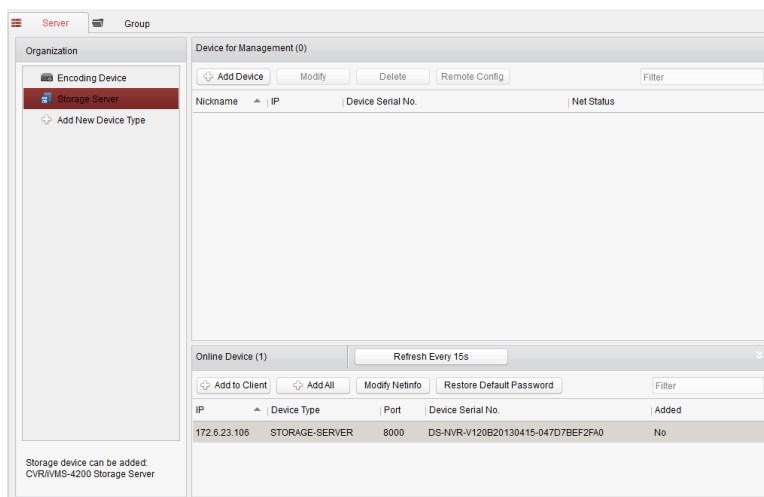 Server Group
Organization
Encoding Device
Storage Server
Add New Device Type
Storage device can be added:
CVR/iVMS-4200 Storage Server
Device for Management (0)
Add Device Modify Delete Remote Config Filter
Nickname IP Device Serial No. Net Status
Online Device (1) Refresh Every 15s
Add to Client Add All Modify Netinfo Restore Default Password Filter
IP Device Type Port Device Serial No. Added
172.6.23.106 STORAGE-SERVER 8000 DS-NVR-V120B20130415-047D7BEF2FA0 No